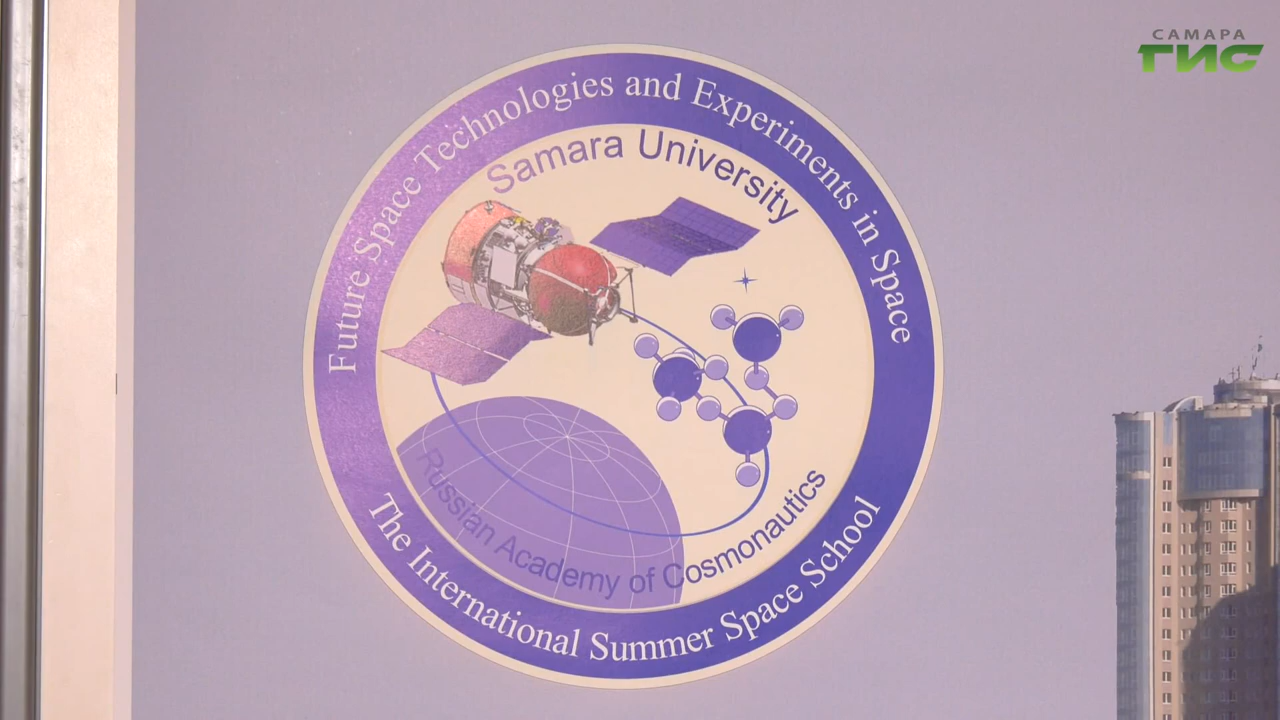 САМАРА
ГИС
Future Space Technologies and Experiments in Space
Samara University
Russian Academy of Cosmonautics
The International Summer Space School